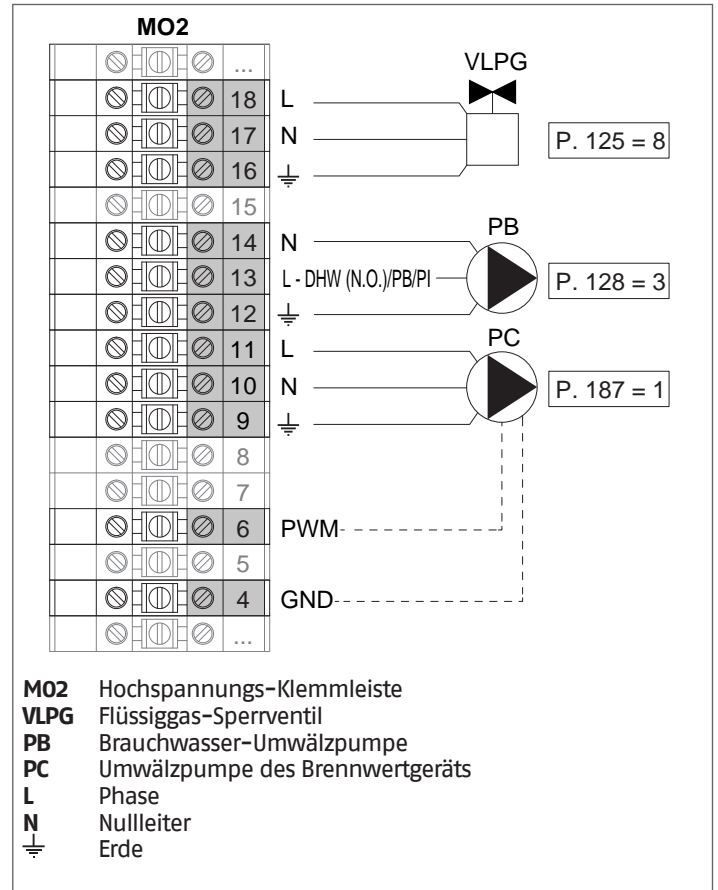 MO2
VLPG
...
18 L
17 N
P. 125 = 8
16 ⏚
15
PB
14 N
13 L - DHW (N.O.)/PB/PI
P. 128 = 3
12 ⏚
PC
11 L
10 N
P. 187 = 1
9 ⏚
8
7
6 PWM
5
4 GND
...
M02 Hochspannungs-Klemmleiste
VLPG Flüssiggas-Sperrventil
PB Brauchwasser-Umwälzpumpe
PC Umwälzpumpe des Brennwertgeräts
L Phase
N Nullleiter
⏚ Erde